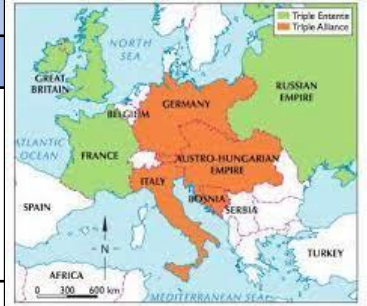 Triple Entente
Triple Alliance
NORTH
SEA
GREAT
BRITAIN
BELGIUM
GERMANY
RUSSIAN
EMPIRE
ATLANTIC
OCEAN
FRANCE
AUSTRO-HUNGARIAN
EMPIRE
ITALY
BOSNIA
SERBIA
SPAIN
N
TURKEY
AFRICA
0 300 600 km
MEDITERRANEAN SEA